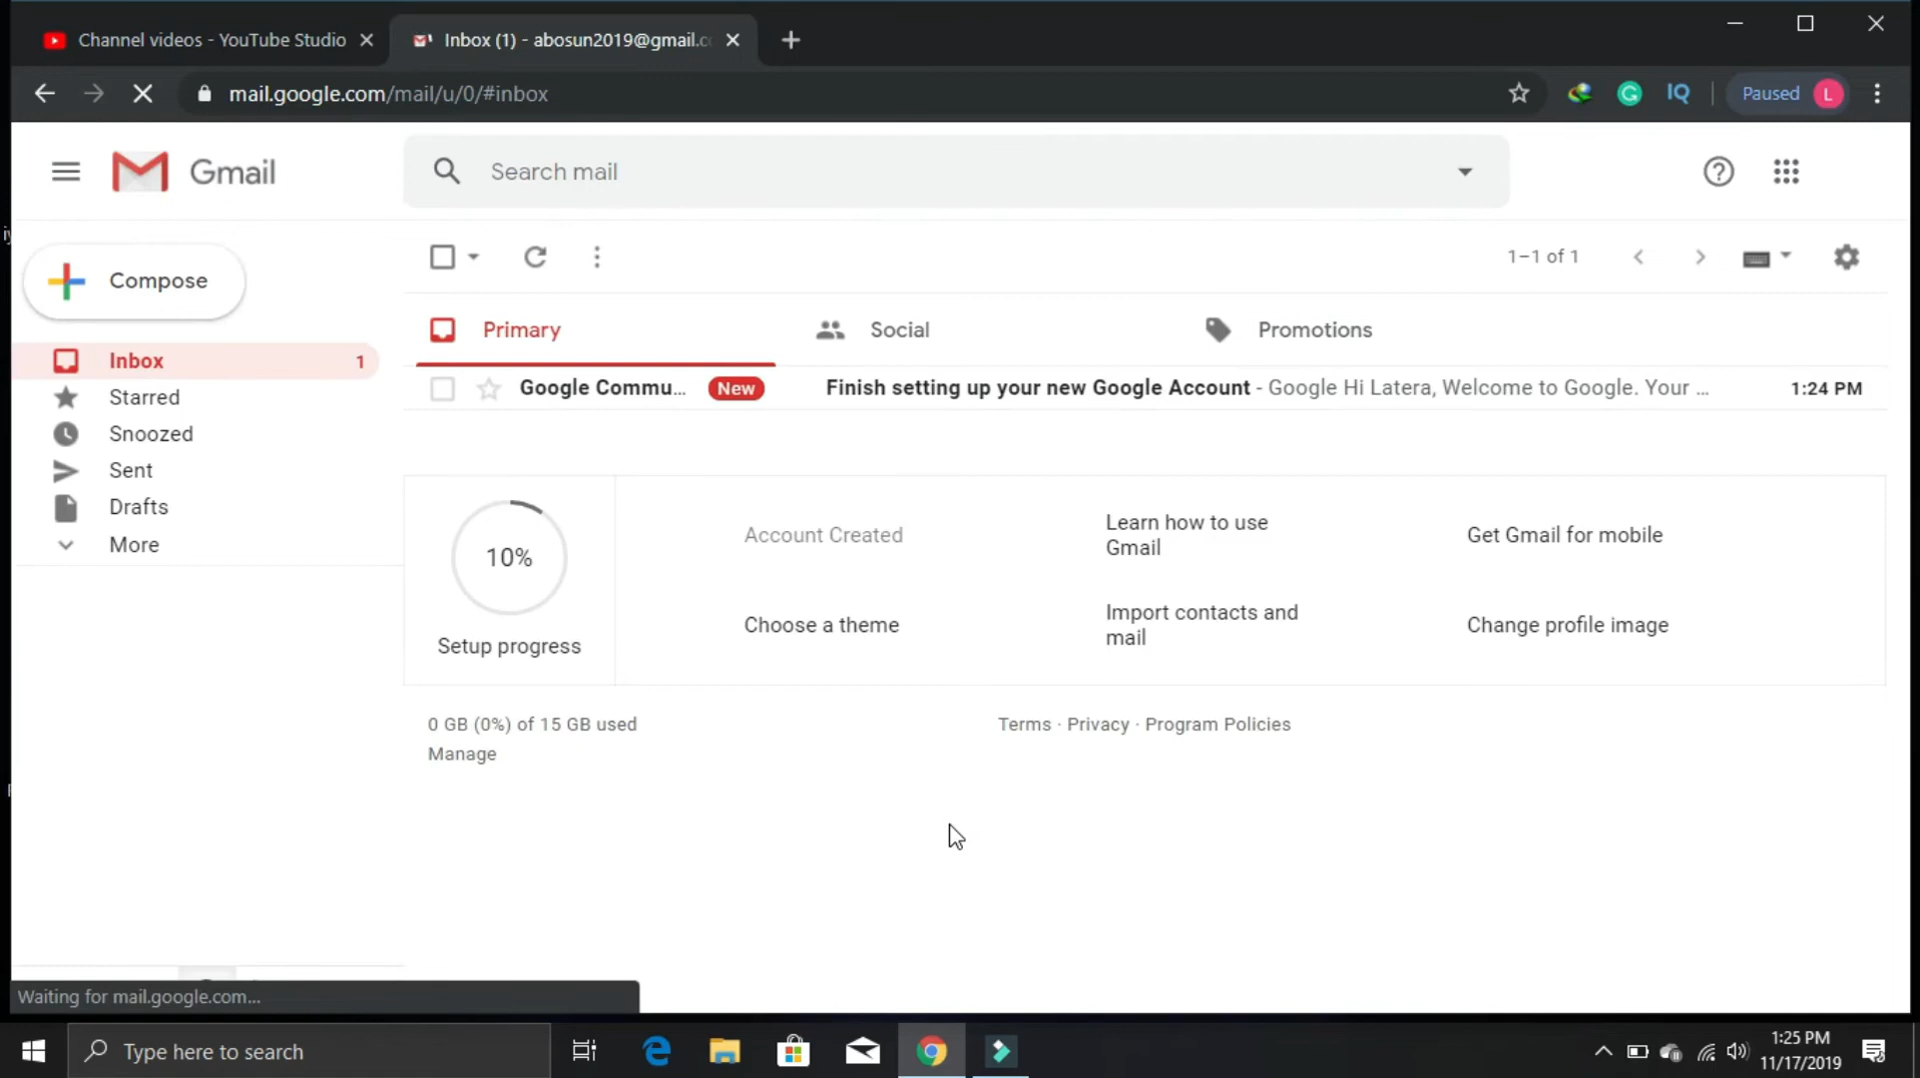 Channel videos - YouTube Studio
Inbox (1) - abosun2019@gmail.c
mail.google.com/mail/u/0/#inbox
IQ
Paused
L
Gmail
Search mail
Compose
1–1 of 1
Primary
Social
Promotions
Inbox 1
Google Commu... New Finish setting up your new Google Account - Google Hi Latera, Welcome to Google. Your ... 1:24 PM
Starred
Snoozed
Sent
Drafts
More
10%
Setup progress
Account Created
Learn how to use
Gmail
Get Gmail for mobile
Choose a theme
Import contacts and
mail
Change profile image
0 GB (0%) of 15 GB used
Manage
Terms · Privacy · Program Policies
Waiting for mail.google.com...
Type here to search
1:25 PM
11/17/2019